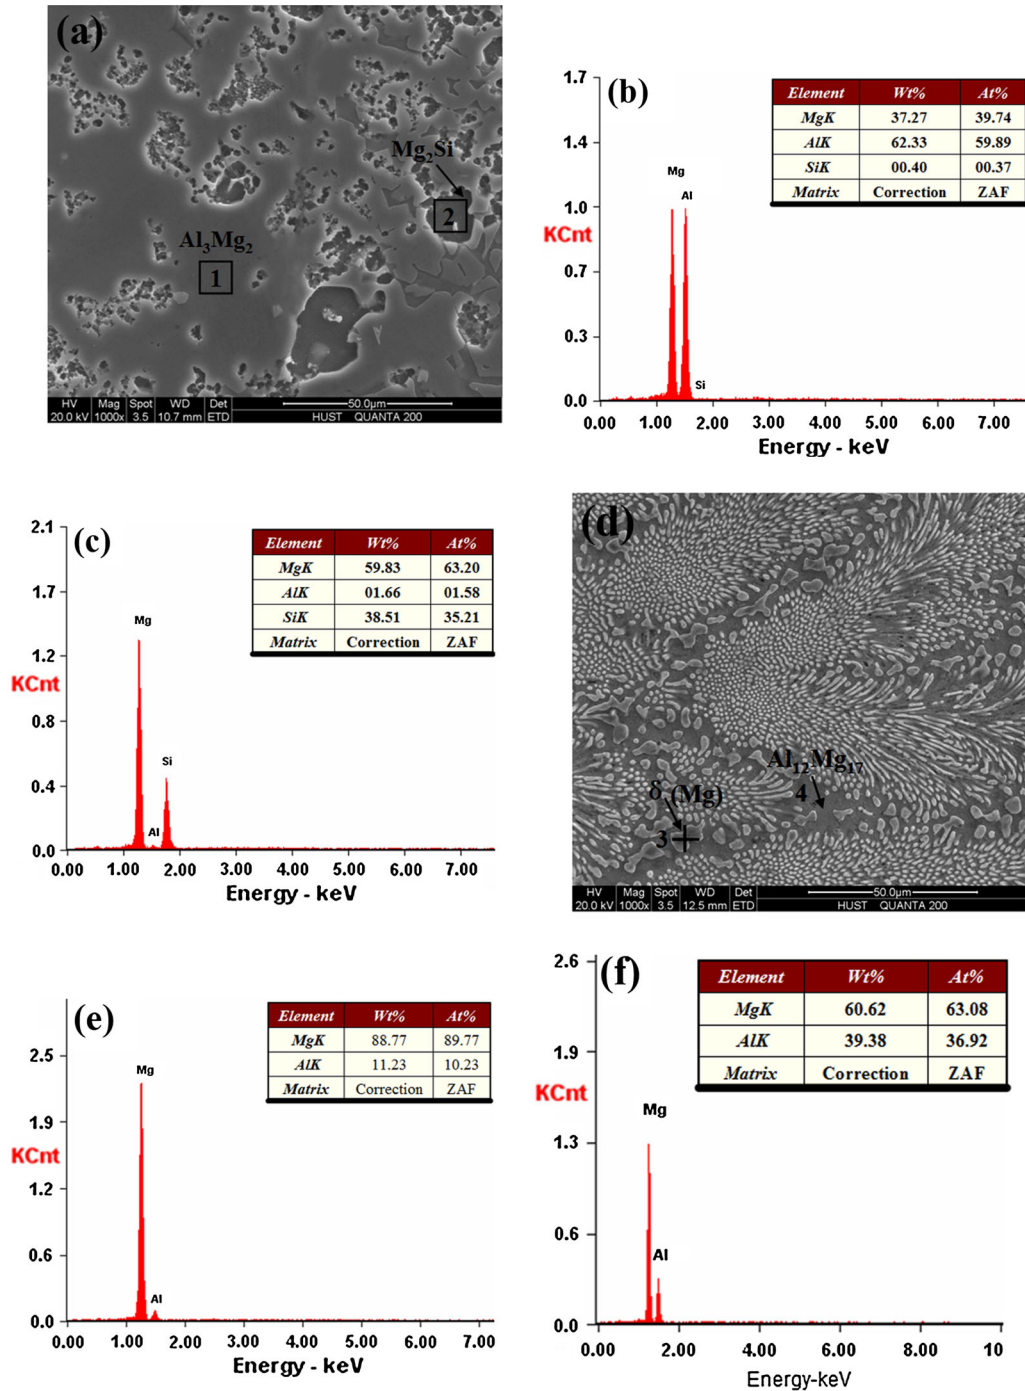 (a)
Mg₂Si
2
Al₃Mg₂
1
HV Mag Spot WD Det 50.0µm
20.0 kV 1000x 3.5 10.7 mm ETD HUST QUANTA 200
(b)
Element Wt% At%
MgK 37.27 39.74
AlK 62.33 59.89
SiK 00.40 00.37
Matrix Correction ZAF
1.7
1.4
1.0
KCnt
0.7
0.3
0.0
Mg
Al
Si
0.00 1.00 2.00 3.00 4.00 5.00 6.00 7.00
Energy - keV
(c)
Element Wt% At%
MgK 59.83 63.20
AlK 01.66 01.58
SiK 38.51 35.21
Matrix Correction ZAF
2.1
1.7
1.2
KCnt
0.8
0.4
0.0
Mg
Si
Al
0.00 1.00 2.00 3.00 4.00 5.00 6.00 7.00
Energy - keV
(d)
Al₁₂Mg₁₇
4
δ (Mg)
3
HV Mag Spot WD Det 50.0µm
20.0 kV 1000x 3.5 12.5 mm ETD HUST QUANTA 200
(e)
Element Wt% At%
MgK 88.77 89.77
AlK 11.23 10.23
Matrix Correction ZAF
2.5
1.9
KCnt
1.2
0.6
0.0
Mg
Al
0.00 1.00 2.00 3.00 4.00 5.00 6.00 7.00
Energy - keV
(f)
Element Wt% At%
MgK 60.62 63.08
AlK 39.38 36.92
Matrix Correction ZAF
2.6
1.9
KCnt
1.3
0.6
0.0
Mg
Al
0.00 2.00 4.00 6.00 8.00 10
Energy-keV